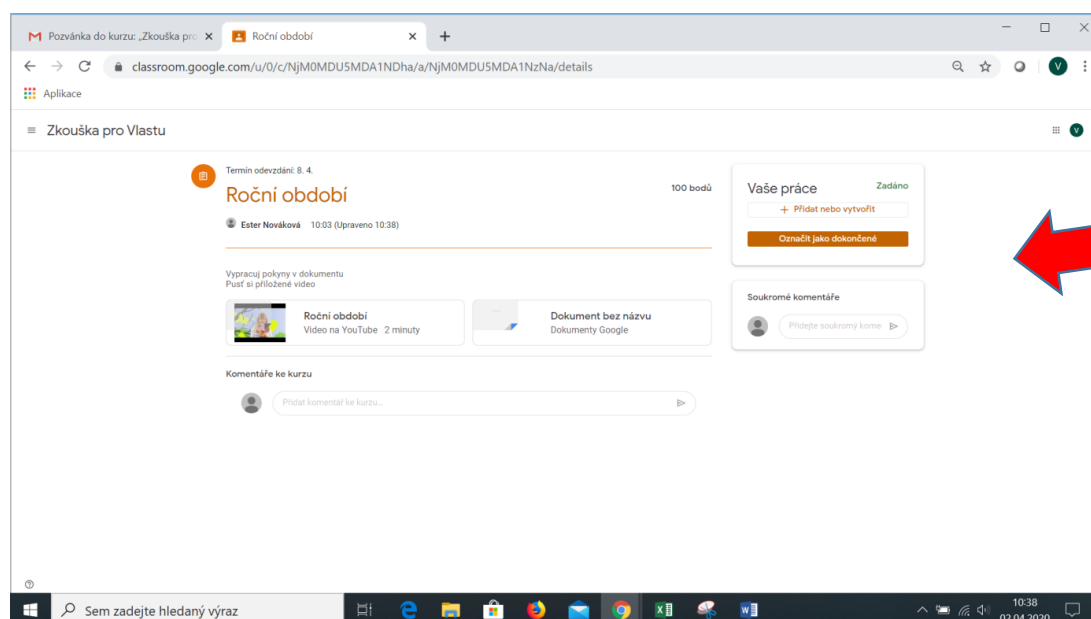 Pozvánka do kurzu: „Zkouška pro
Roční období
classroom.google.com/u/0/c/NjM0MDU5MDA1NDha/a/NjM0MDU5MDA1NzNa/details
V
Aplikace
Zkouška pro Vlastu
V
Termín odevzdání: 8. 4.
Roční období
100 bodů
Ester Nováková 10:03 (Upraveno 10:38)
Vypracuj pokyny v dokumentu
Pusť si přiložené video
Roční období
Video na YouTube 2 minuty
Dokument bez názvu
Dokumenty Google
Komentáře ke kurzu
Přidat komentář ke kurzu...
Vaše práce
Zadáno
+ Přidat nebo vytvořit
Označit jako dokončené
Soukromé komentáře
Přidejte soukromý kome
Sem zadejte hledaný výraz
10:38
02.04.2020